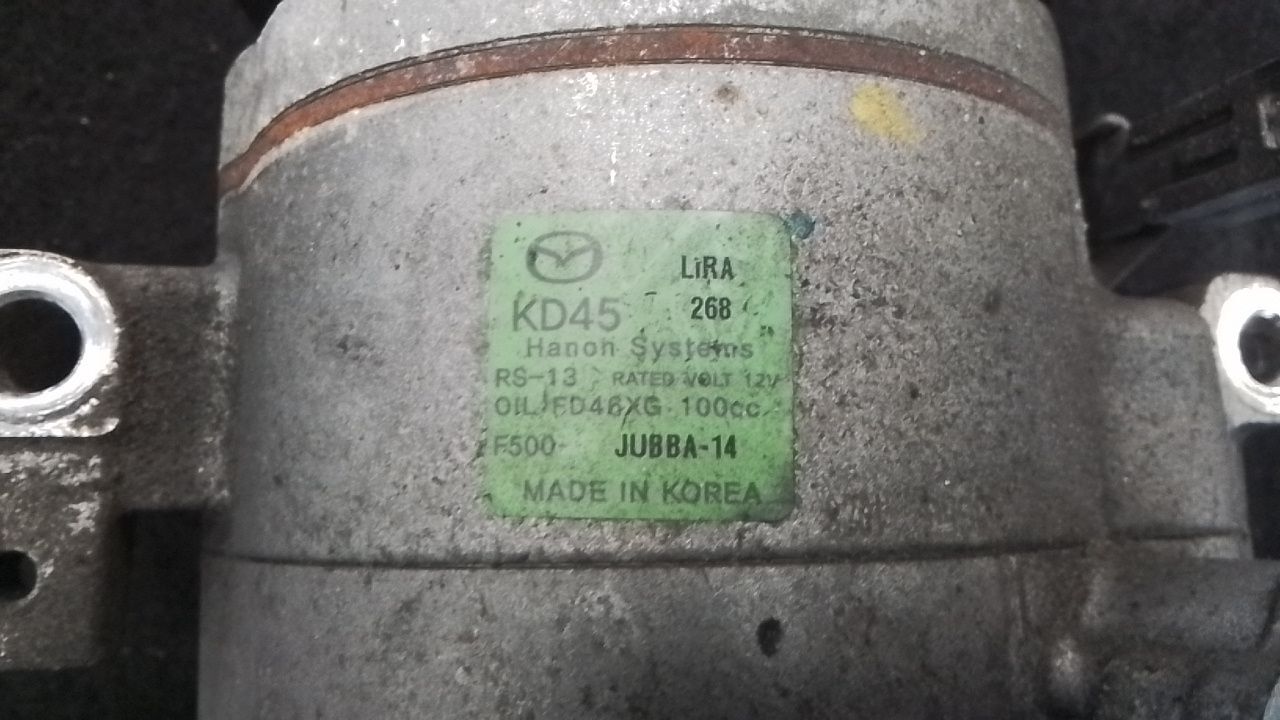 LiRA
KD45 268
Hanon Systems
RS-13 RATED VOLT 12V
OIL FD46XG 100cc
F500- JUBBA-14
MADE IN KOREA